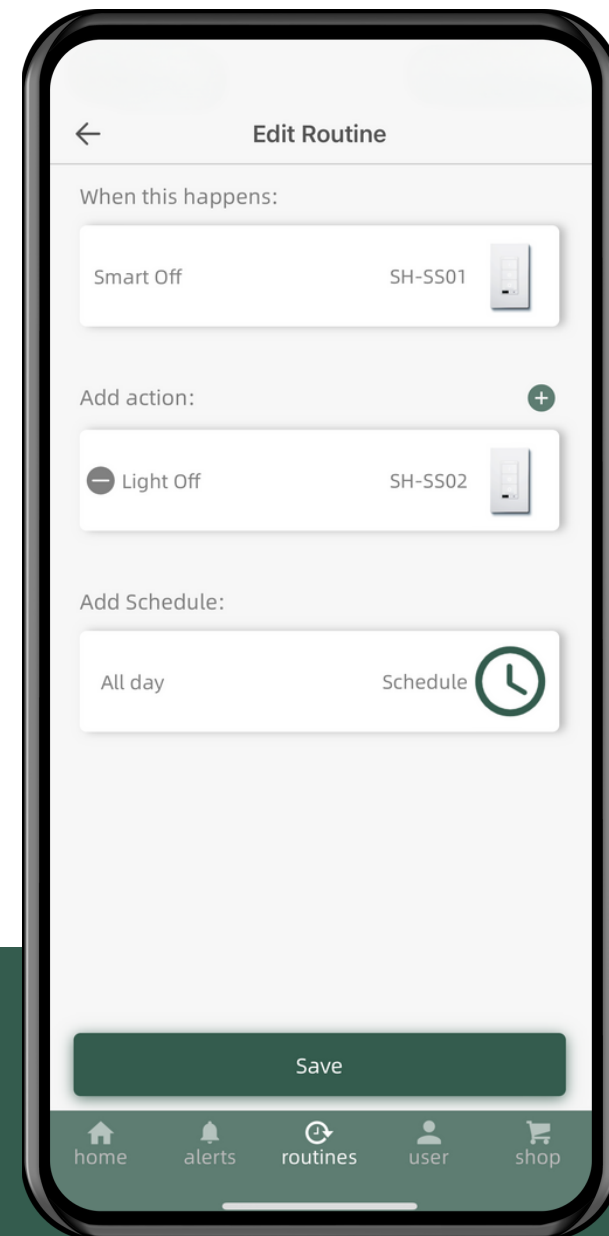 Edit Routine
When this happens:
Smart Off SH-SS01
Add action:
Light Off SH-SS02
Add Schedule:
All day Schedule
Save
home alerts routines user shop